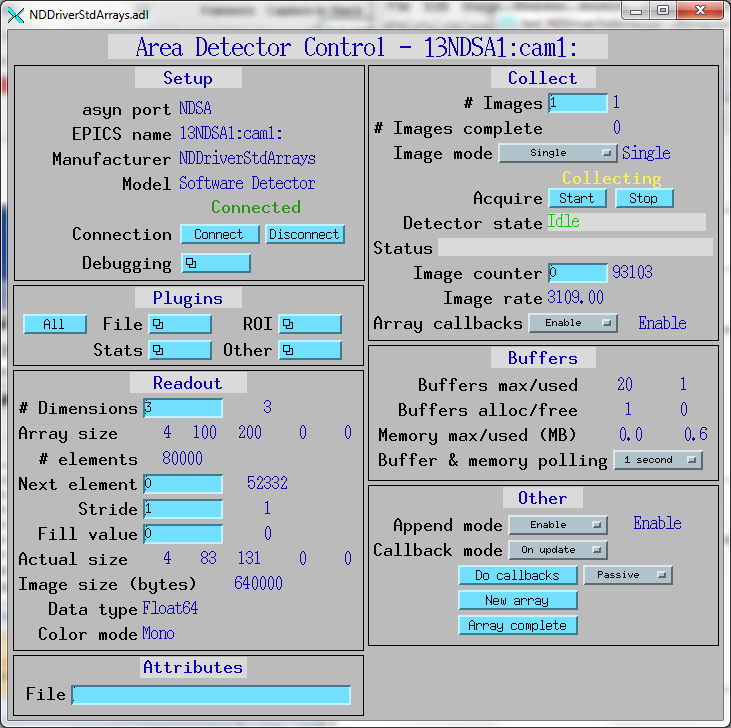 NDDriverStdArrays.adl
Area Detector Control - 13NDSA1:cam1:
Setup
asyn port NDSA
EPICS name 13NDSA1:cam1:
Manufacturer NDDriverStdArrays
Model Software Detector
Connected
Connection Connect Disconnect
Debugging
Plugins
All File ROI
Stats Other
Readout
# Dimensions 3 3
Array size 4 100 200 0 0
# elements 80000
Next element 0 52332
Stride 1 1
Fill value 0 0
Actual size 4 83 131 0 0
Image size (bytes) 640000
Data type Float64
Color mode Mono
Attributes
File
Collect
# Images 1 1
# Images complete 0
Image mode Single Single
Collecting
Acquire Start Stop
Detector state Idle
Status
Image counter 0 93103
Image rate 3109.00
Array callbacks Enable Enable
Buffers
Buffers max/used 20 1
Buffers alloc/free 1 0
Memory max/used (MB) 0.0 0.6
Buffer & memory polling 1 second
Other
Append mode Enable Enable
Callback mode On update
Do callbacks Passive
New array
Array complete